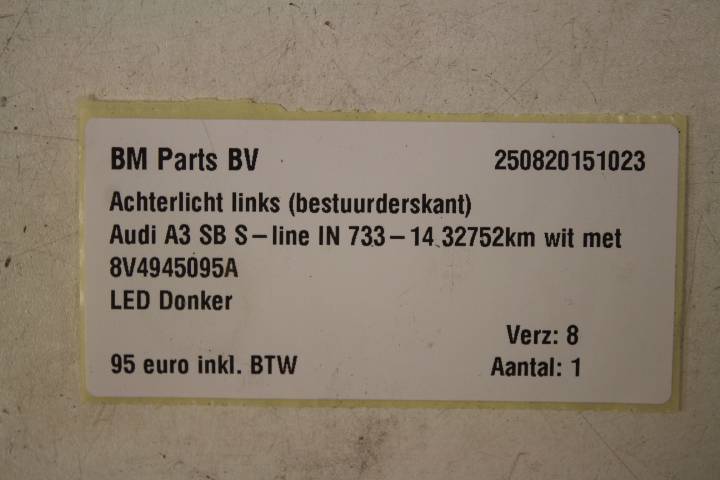 BM Parts BV 250820151023
Achterlicht links (bestuurderskant)
Audi A3 SB S-line IN 733-14 32752km wit met
8V4945095A
LED Donker
Verz: 8
95 euro inkl. BTW Aantal: 1